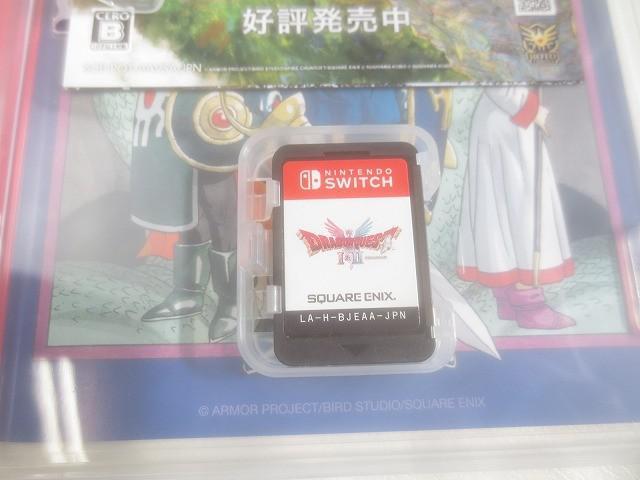 CERO
B
好評発売中
NINTENDO
SWITCH
DRAGON QUEST
I&II
SQUARE ENIX.
LA-H-BJEAA-JPN
© ARMOR PROJECT/BIRD STUDIO/SQUARE ENIX